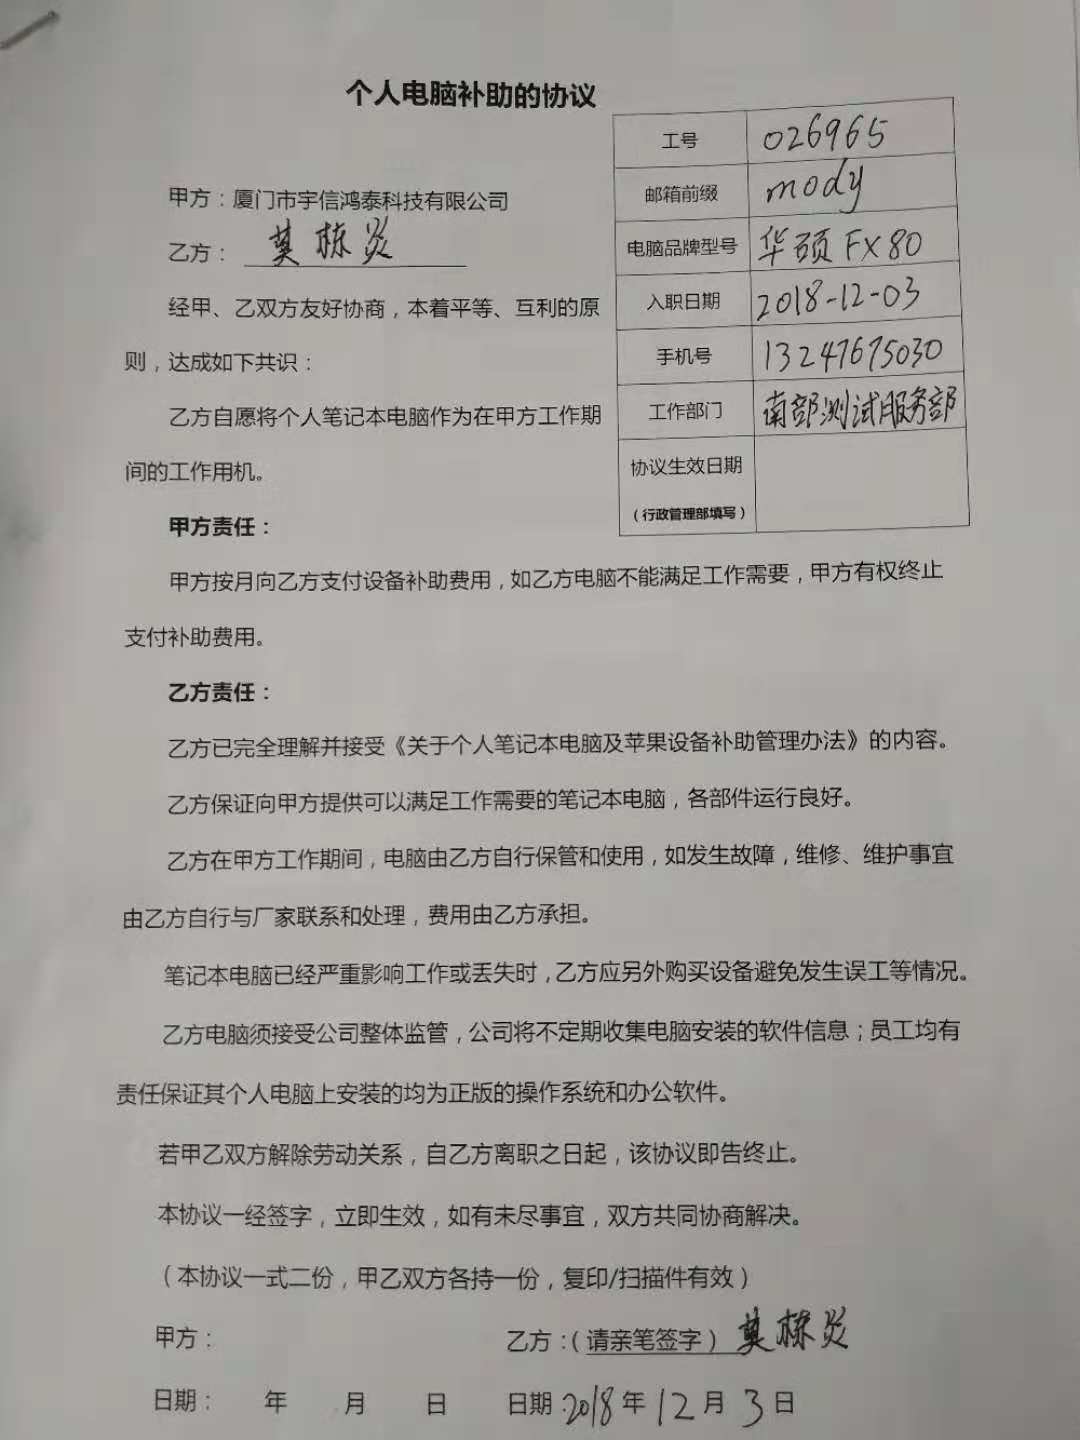 个人电脑补助的协议
工号 026965
邮箱前缀 mody
电脑品牌型号 华硕 FX80
入职日期 2018-12-03
手机号 13247675030
工作部门 南部测试服务部
协议生效日期
（行政管理部填写）
甲方：厦门市宇信鸿泰科技有限公司
乙方：莫栋炎
经甲、乙双方友好协商，本着平等、互利的原
则，达成如下共识：
乙方自愿将个人笔记本电脑作为在甲方工作期
间的工作用机。
甲方责任：
甲方按月向乙方支付设备补助费用，如乙方电脑不能满足工作需要，甲方有权终止
支付补助费用。
乙方责任：
乙方已完全理解并接受《关于个人笔记本电脑及苹果设备补助管理办法》的内容。
乙方保证向甲方提供可以满足工作需要的笔记本电脑，各部件运行良好。
乙方在甲方工作期间，电脑由乙方自行保管和使用，如发生故障，维修、维护事宜
由乙方自行与厂家联系和处理，费用由乙方承担。
笔记本电脑已经严重影响工作或丢失时，乙方应另外购买设备避免发生误工等情况。
乙方电脑须接受公司整体监管，公司将不定期收集电脑安装的软件信息；员工均有
责任保证其个人电脑上安装的均为正版的操作系统和办公软件。
若甲乙双方解除劳动关系，自乙方离职之日起，该协议即告终止。
本协议一经签字，立即生效，如有未尽事宜，双方共同协商解决。
（本协议一式二份，甲乙双方各持一份，复印/扫描件有效）
甲方： 乙方：（请亲笔签字）莫栋炎
日期： 年 月 日 日期：2018年12月3日